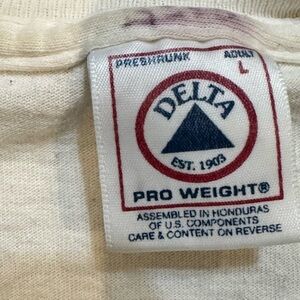 PRESHRUNK ADULT
L
DELTA
EST. 1903
PRO WEIGHT®
ASSEMBLED IN HONDURAS
OF U.S. COMPONENTS
CARE & CONTENT ON REVERSE